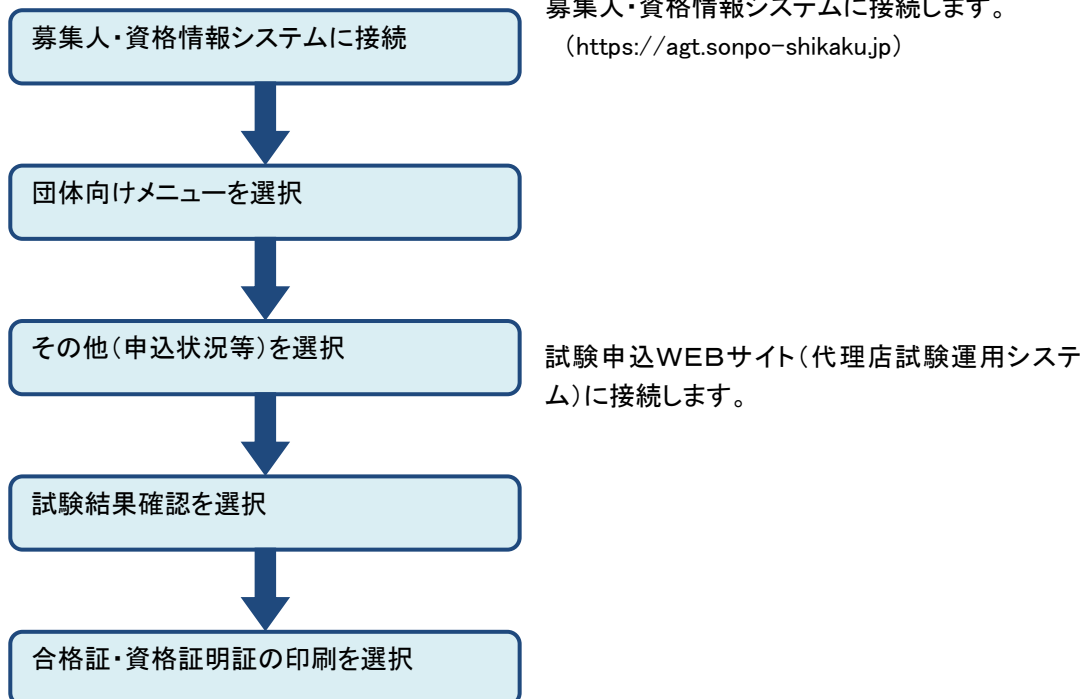 募集人・資格情報システムに接続します。
（https://agt.sonpo-shikaku.jp）
募集人・資格情報システムに接続
団体向けメニューを選択
その他（申込状況等）を選択
試験申込ＷＥＢサイト（代理店試験運用システ
ム）に接続します。
試験結果確認を選択
合格証・資格証明証の印刷を選択